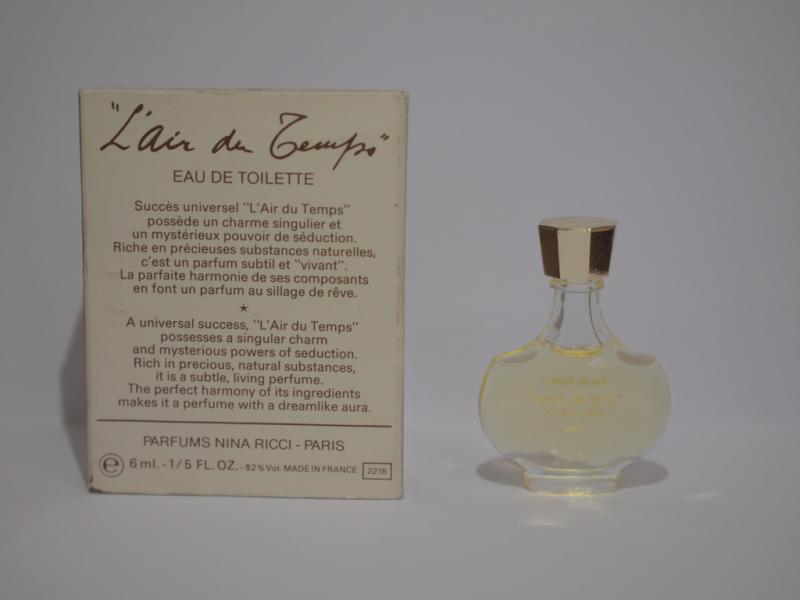 "L'Air du Temps"
EAU DE TOILETTE
Succès universel "L'Air du Temps"
possède un charme singulier et
un mystérieux pouvoir de séduction.
Riche en précieuses substances naturelles,
c'est un parfum subtil et "vivant".
La parfaite harmonie de ses composants
en font un parfum au sillage de rêve.
★
A universal success, "L'Air du Temps"
possesses a singular charm
and mysterious powers of seduction.
Rich in precious, natural substances,
it is a subtle, living perfume.
The perfect harmony of its ingredients
makes it a perfume with a dreamlike aura.
PARFUMS NINA RICCI - PARIS
e 6 ml. - 1/5 FL. OZ. - 82% Vol. MADE IN FRANCE 2218